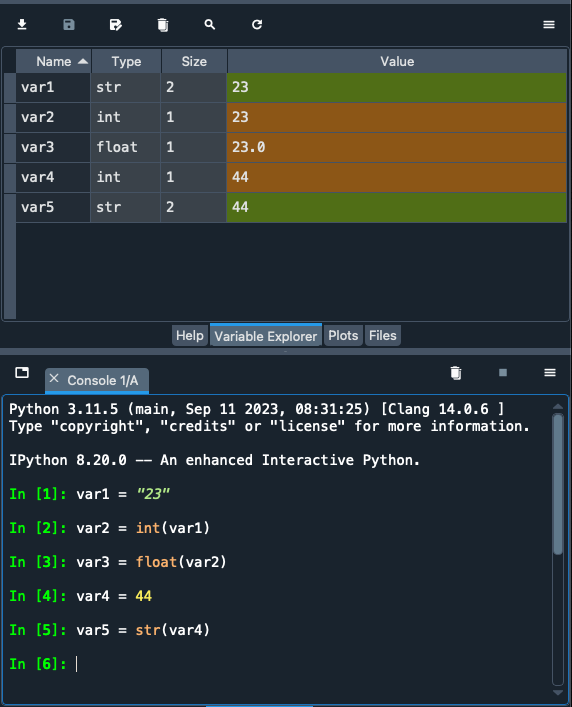 Name Type Size Value
var1 str 2 23
var2 int 1 23
var3 float 1 23.0
var4 int 1 44
var5 str 2 44
Help Variable Explorer Plots Files
Console 1/A
Python 3.11.5 (main, Sep 11 2023, 08:31:25) [Clang 14.0.6 ]
Type "copyright", "credits" or "license" for more information.
IPython 8.20.0 -- An enhanced Interactive Python.
In [1]: var1 = "23"
In [2]: var2 = int(var1)
In [3]: var3 = float(var2)
In [4]: var4 = 44
In [5]: var5 = str(var4)
In [6]: